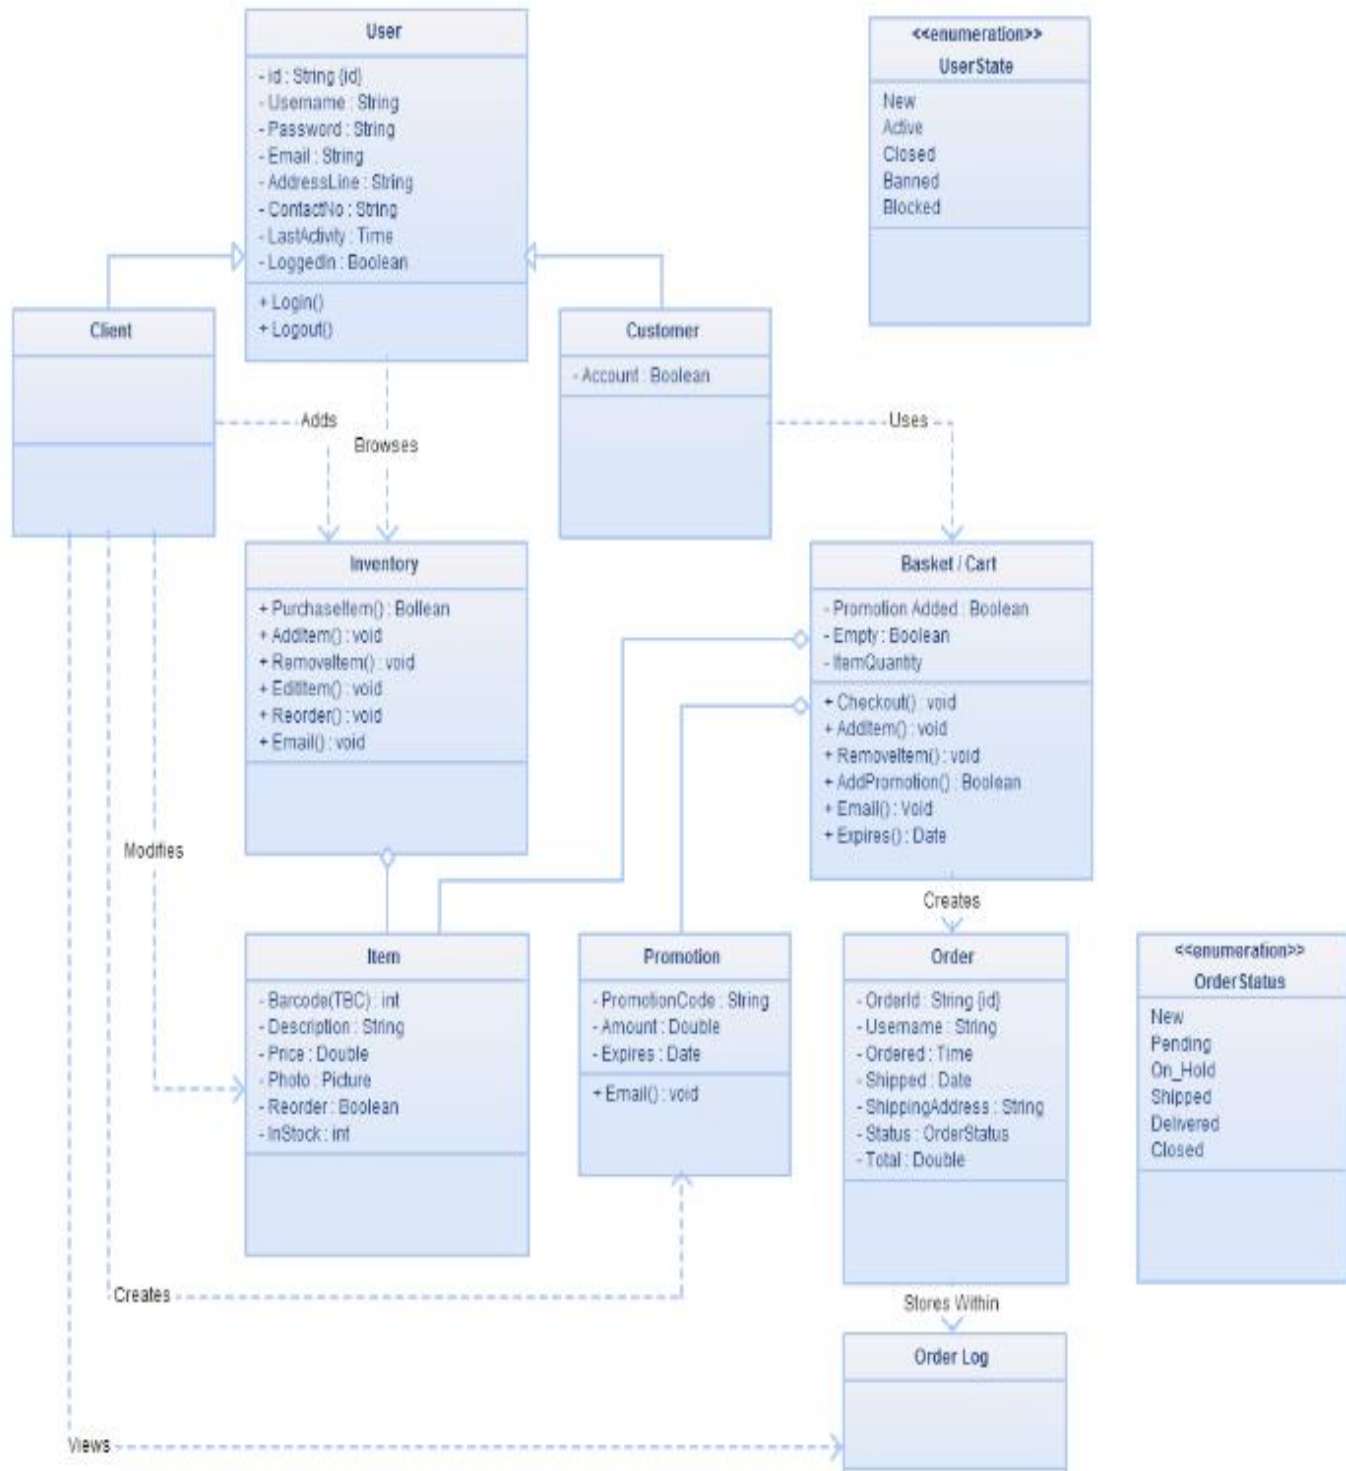 User
- id : String {id}
- Username : String
- Password : String
- Email : String
- AddressLine : String
- ContactNo : String
- LastActivity : Time
- LoggedIn : Boolean
+ Login()
+ Logout()
<<enumeration>>
UserState
New
Active
Closed
Banned
Blocked
Client
Customer
- Account : Boolean
Adds
Browses
Uses
Inventory
+ PurchaseItem() : Bollean
+ AddItem() : void
+ RemoveItem() : void
+ EditItem() : void
+ Reorder() : void
+ Email() : void
Basket / Cart
- Promotion Added : Boolean
- Empty : Boolean
- ItemQuantity
+ Checkout() : void
+ AddItem() : void
+ RemoveItem() : void
+ AddPromotion() : Boolean
+ Email() : Void
+ Expires() : Date
Modifies
Creates
Item
- Barcode(TBC) : int
- Description : String
- Price : Double
- Photo : Picture
- Reorder : Boolean
- InStock : int
Promotion
- PromotionCode : String
- Amount : Double
- Expires : Date
+ Email() : void
Order
- OrderId : String {id}
- Username : String
- Ordered : Time
- Shipped : Date
- ShippingAddress : String
- Status : OrderStatus
- Total : Double
<<enumeration>>
OrderStatus
New
Pending
On_Hold
Shipped
Delivered
Closed
Creates
Stores Within
Order Log
Views